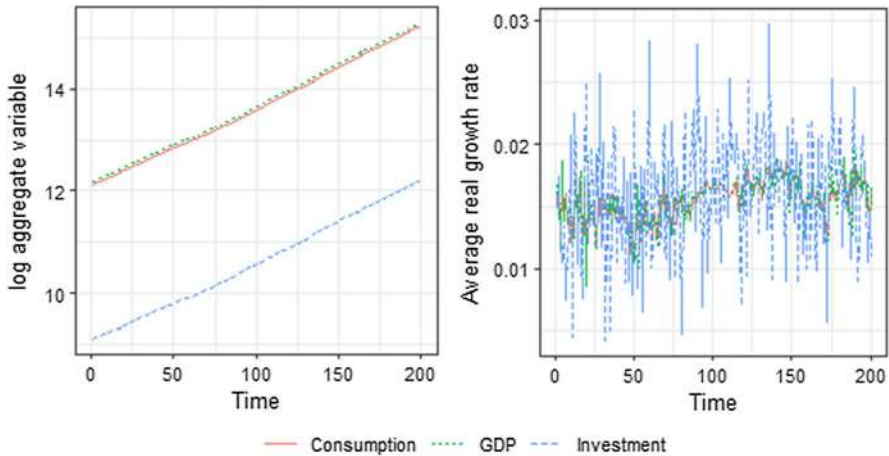 log aggregate variable
14
12
10
0
50
100
150
200
Time
Average real growth rate
0.03
0.02
0.01
0
50
100
150
200
Time
Consumption
GDP
Investment